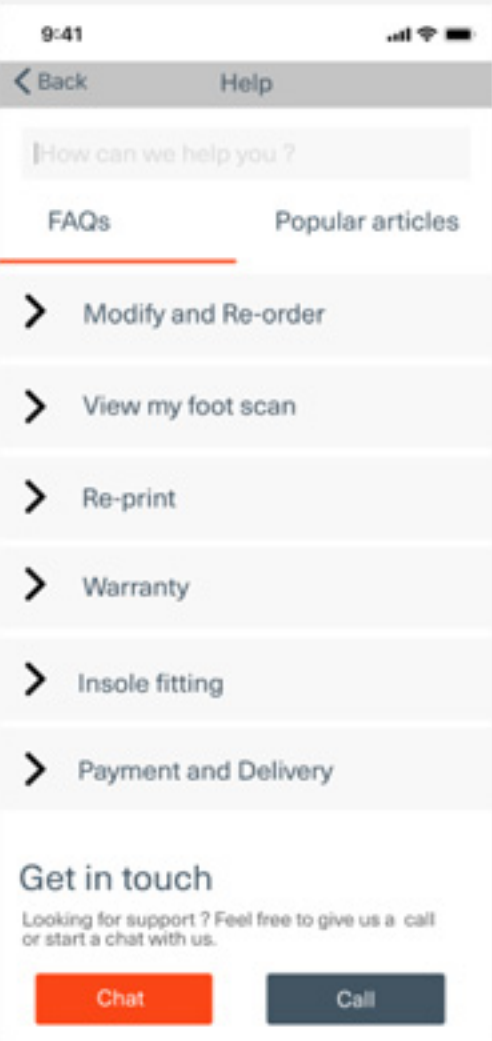 9:41
Back
Help
How can we help you ?
FAQs
Popular articles
Modify and Re-order
View my foot scan
Re-print
Warranty
Insole fitting
Payment and Delivery
Get in touch
Looking for support ? Feel free to give us a call
or start a chat with us.
Chat
Call